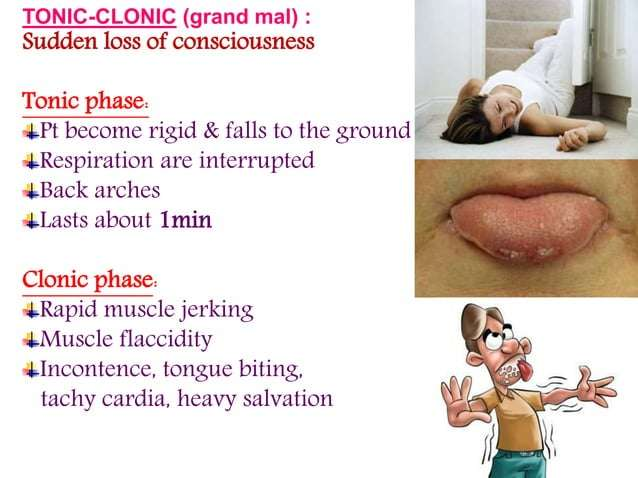 TONIC-CLONIC (grand mal) :
Sudden loss of consciousness
Tonic phase:
Pt become rigid & falls to the ground
Respiration are interrupted
Back arches
Lasts about 1min
Clonic phase:
Rapid muscle jerking
Muscle flaccidity
Incontence, tongue biting,
tachy cardia, heavy salvation